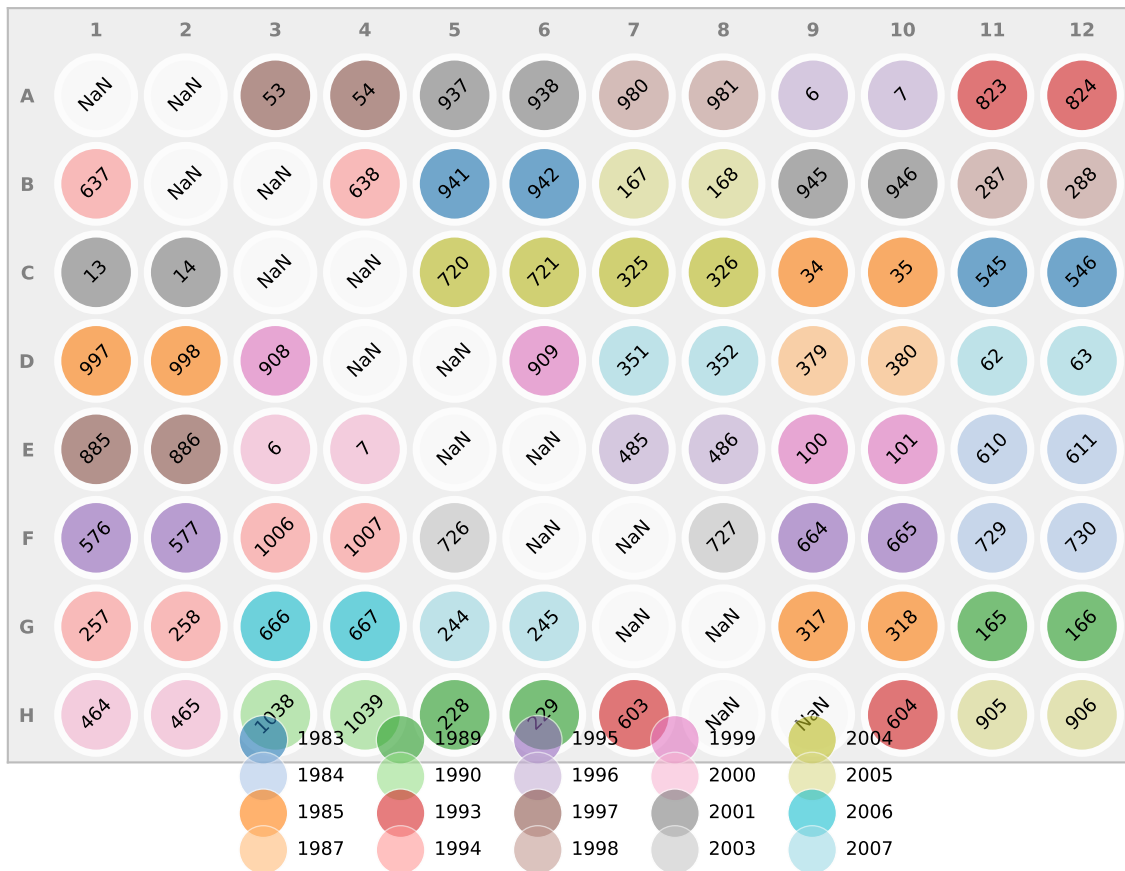 1 2 3 4 5 6 7 8 9 10 11 12
A NaN NaN 53 54 937 938 980 981 6 7 823 824
B 637 NaN NaN 638 941 942 167 168 945 946 287 288
C 13 14 NaN NaN 720 721 325 326 34 35 545 546
D 997 998 908 NaN NaN 909 351 352 379 380 62 63
E 885 886 6 7 NaN NaN 485 486 100 101 610 611
F 576 577 1006 1007 726 NaN NaN 727 664 665 729 730
G 257 258 666 667 244 245 NaN NaN 317 318 165 166
H 464 465 1038 1039 228 229 603 NaN NaN 604 905 906
1983 1989 1995 1999 2004
1984 1990 1996 2000 2005
1985 1993 1997 2001 2006
1987 1994 1998 2003 2007